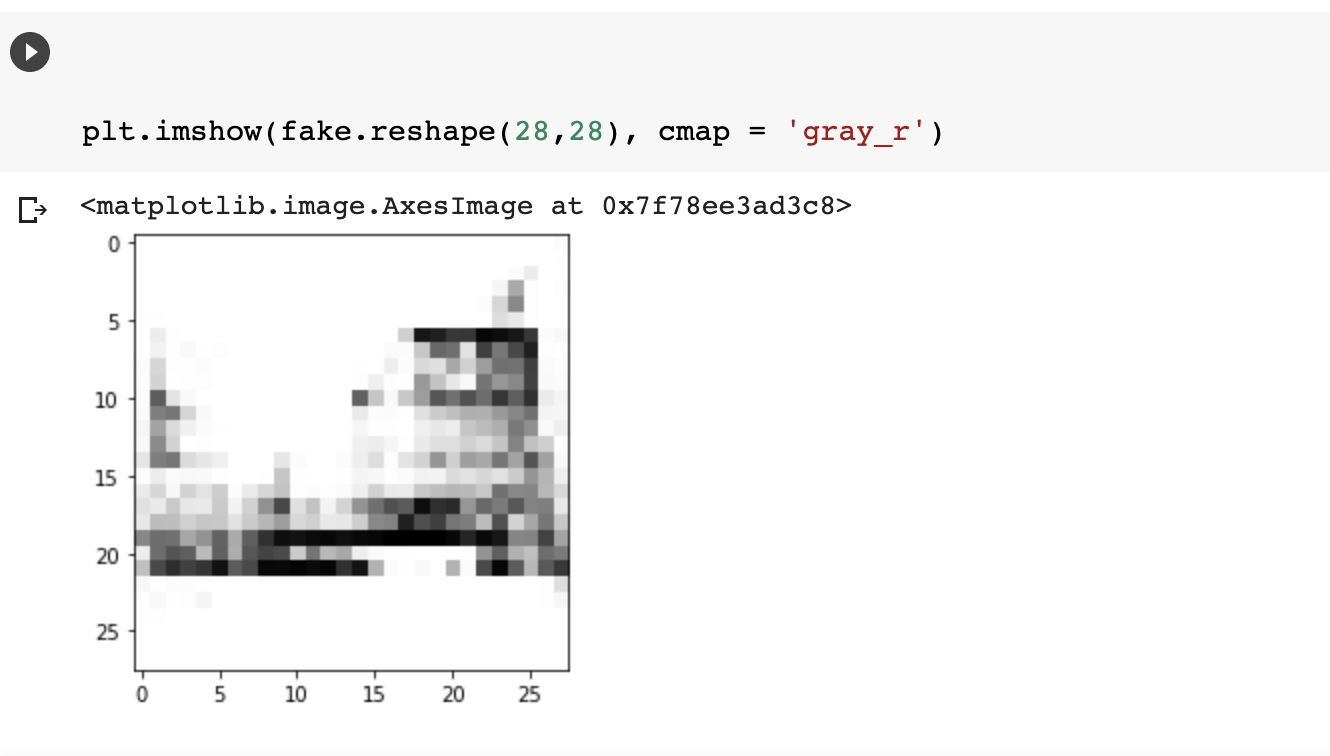 plt.imshow(fake.reshape(28,28), cmap = 'gray_r')
<matplotlib.image.AxesImage at 0x7f78ee3ad3c8>
0
5
10
15
20
25
0 5 10 15 20 25